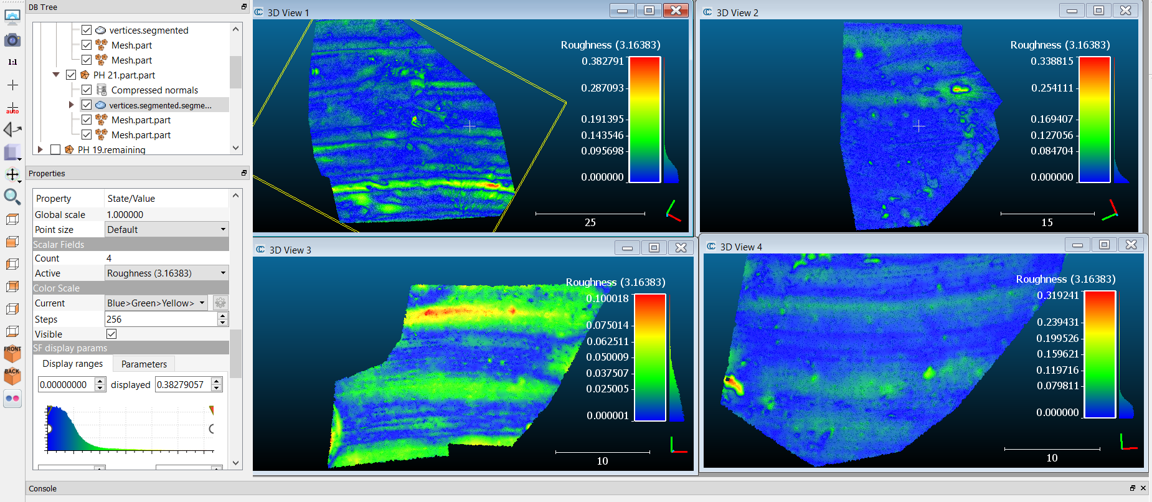 DB Tree
vertices.segmented
Mesh.part
Mesh.part
PH 21.part.part
Compressed normals
vertices.segmented.segme...
Mesh.part.part
Mesh.part.part
PH 19.remaining
1:1
auto
FRONT
BACK
Properties
Property State/Value
Global scale 1.000000
Point size Default
Scalar Fields
Count 4
Active Roughness (3.16383)
Color Scale
Current Blue>Green>Yellow>
Steps 256
Visible
SF display params
Display ranges Parameters
0.00000000 displayed 0.38279057
3D View 1
Roughness (3.16383)
0.382791
0.287093
0.191395
0.143546
0.095698
0.000000
25
3D View 2
Roughness (3.16383)
0.338815
0.254111
0.169407
0.127056
0.084704
0.000000
15
3D View 3
Roughness (3.16383)
0.100018
0.075014
0.062511
0.050009
0.037507
0.025005
0.000001
10
3D View 4
Roughness (3.16383)
0.319241
0.239431
0.199526
0.159621
0.119716
0.079811
0.000000
10
Console